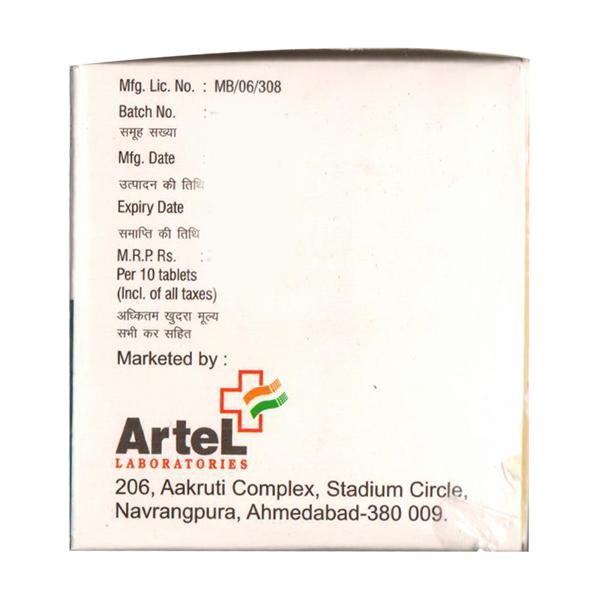 Mfg. Lic. No. : MB/06/308
Batch No. :
समूह सख्या
Mfg. Date
उत्पादन की तिथि
Expiry Date
समाप्ति की तिथि
M.R.P. Rs. :
Per 10 tablets
(Incl. of all taxes)
अधिकतम खुदरा मूल्य
सभी कर सहित
Marketed by :
ArteL
LABORATORIES
206, Aakruti Complex, Stadium Circle,
Navrangpura, Ahmedabad-380 009.